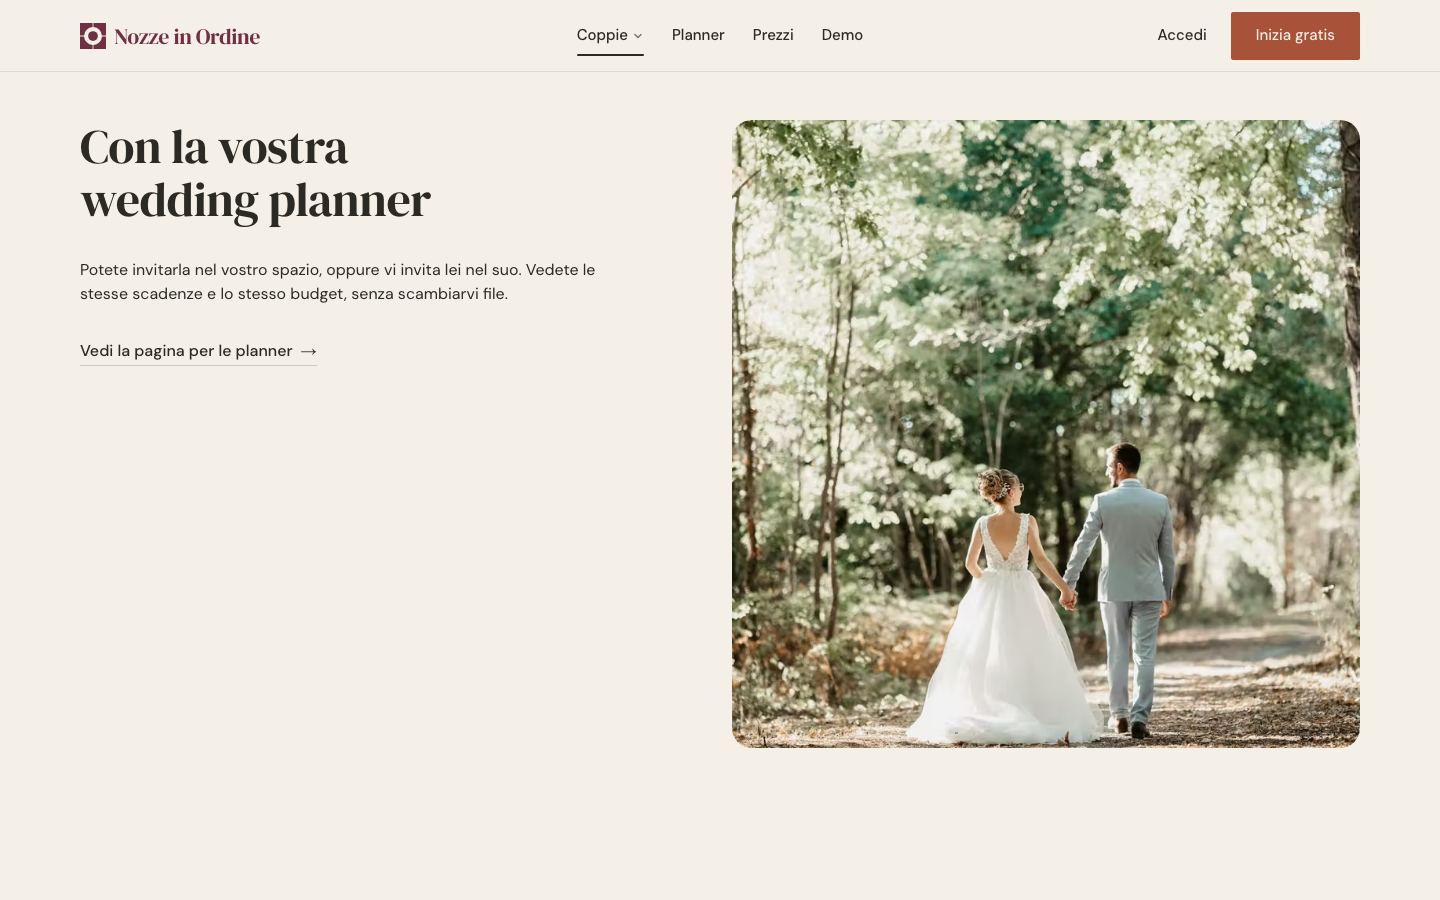 Nozze in Ordine
Coppie
Planner
Prezzi
Demo
Accedi
Inizia gratis
Con la vostra
wedding planner
Potete invitarla nel vostro spazio, oppure vi invita lei nel suo. Vedete le
stesse scadenze e lo stesso budget, senza scambiarvi file.
Vedi la pagina per le planner →